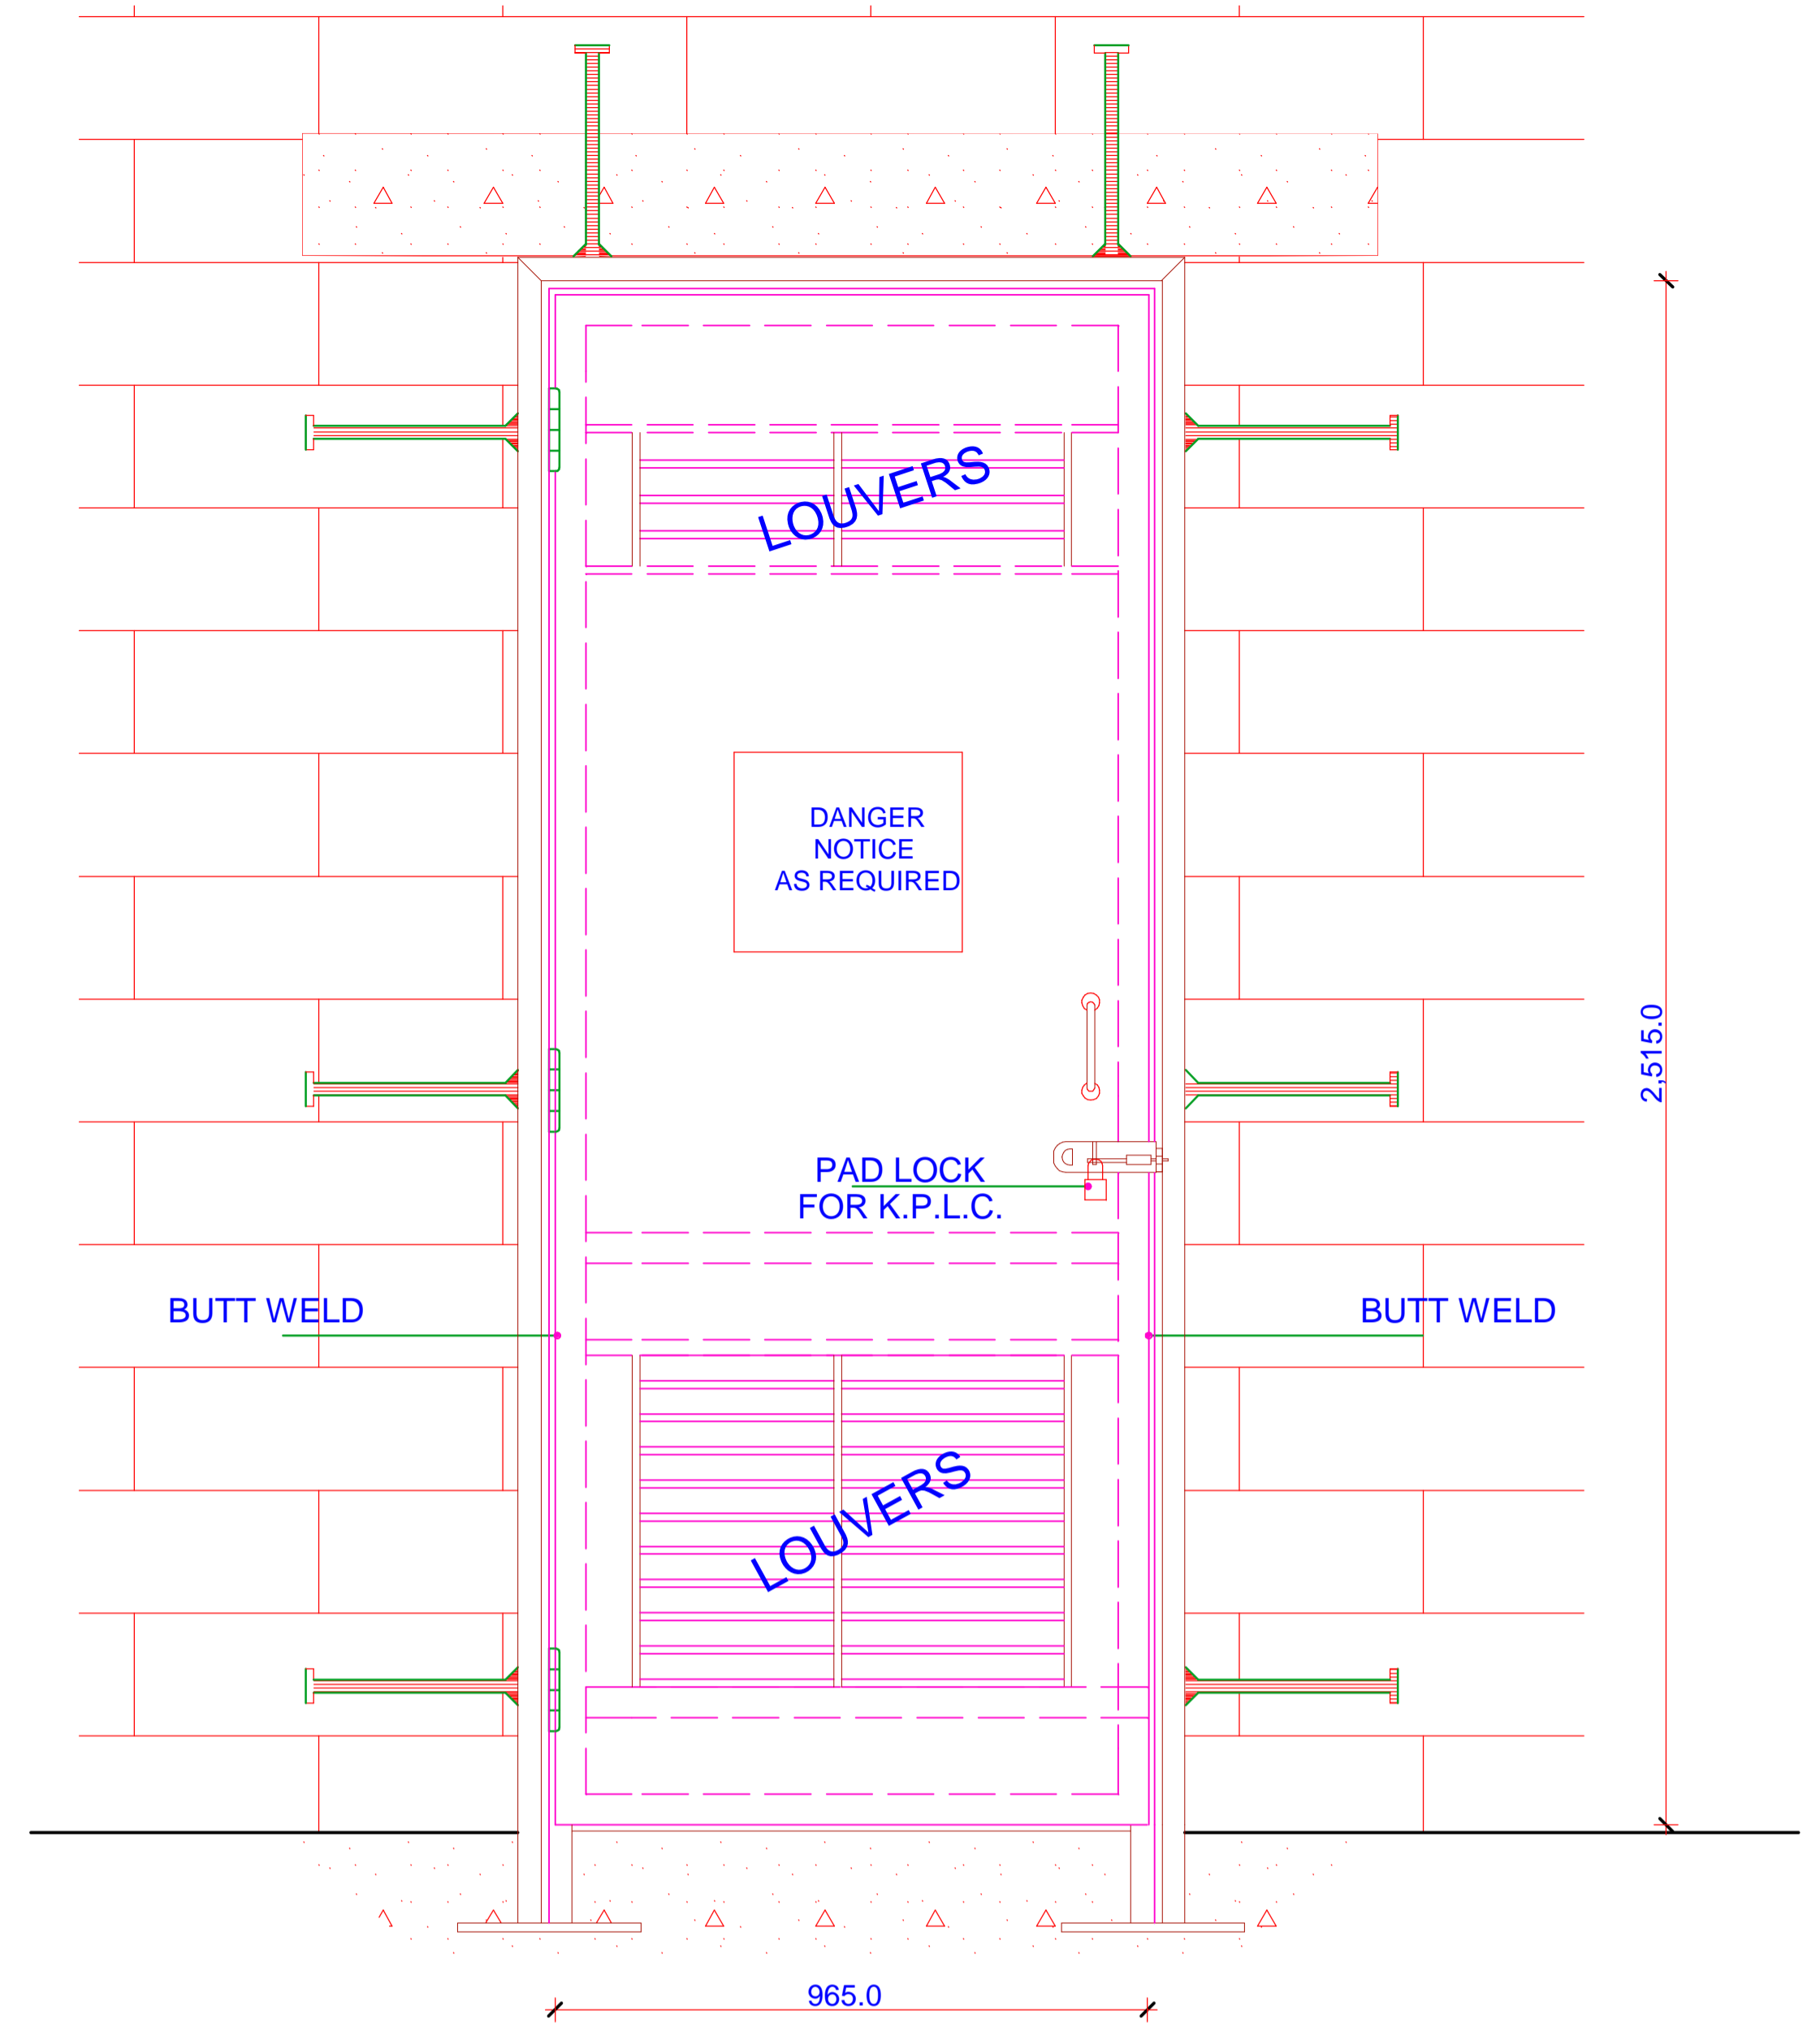 LOUVERS
DANGER
NOTICE
AS REQUIRED
2,515.0
PAD LOCK
FOR K.P.L.C.
BUTT WELD
BUTT WELD
LOUVERS
965.0